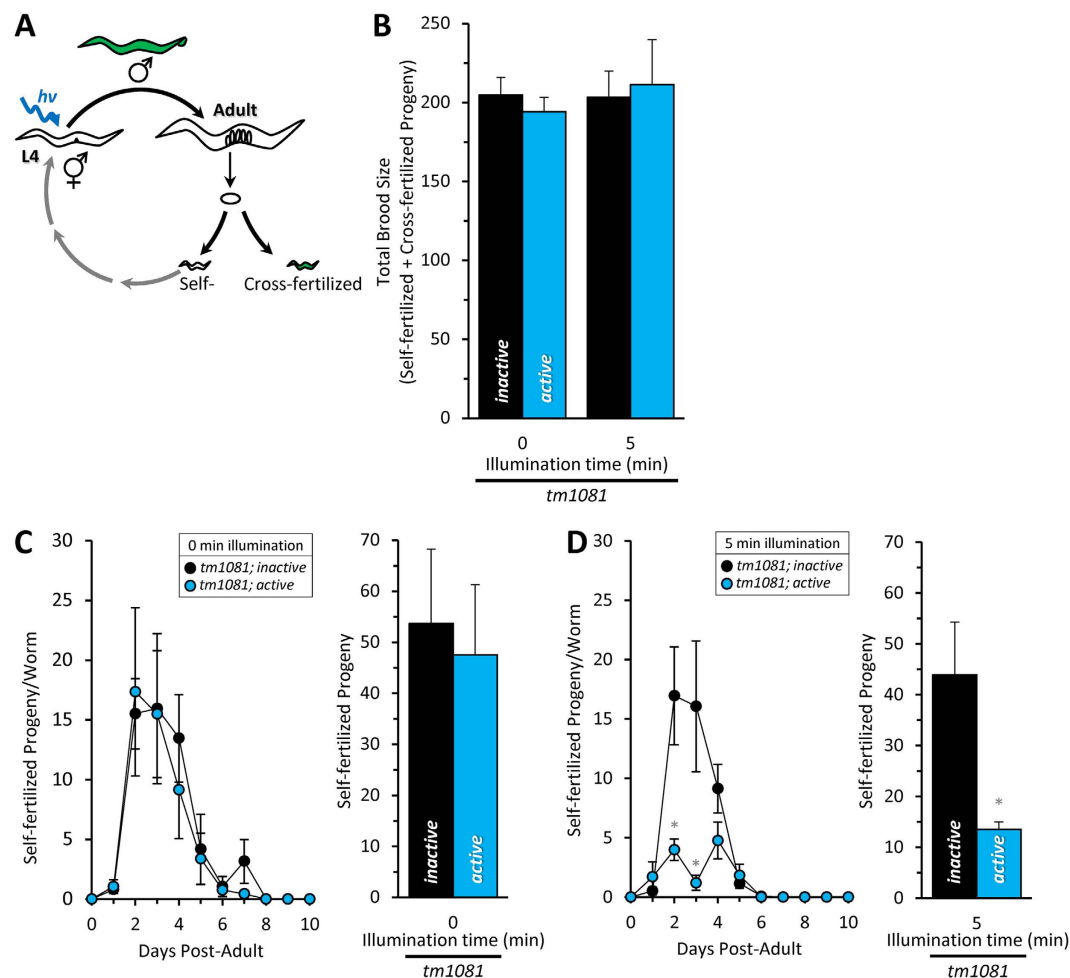 A
hν
♂
L4
⚥
Adult
Self-
Cross-fertilized
B
Total Brood Size
(Self-fertilized + Cross-fertilized Progeny)
250
200
150
100
50
0
inactive
active
0
5
Illumination time (min)
tm1081
C
Self-fertilized Progeny/Worm
30
25
20
15
10
5
0
0 min illumination
tm1081; inactive
tm1081; active
0
2
4
6
8
10
Days Post-Adult
Self-fertilized Progeny
70
60
50
40
30
20
10
0
inactive
active
0
Illumination time (min)
tm1081
D
Self-fertilized Progeny/Worm
30
25
20
15
10
5
0
5 min illumination
tm1081; inactive
tm1081; active
*
*
0
2
4
6
8
10
Days Post-Adult
Self-fertilized Progeny
70
60
50
40
30
20
10
0
inactive
active
*
5
Illumination time (min)
tm1081